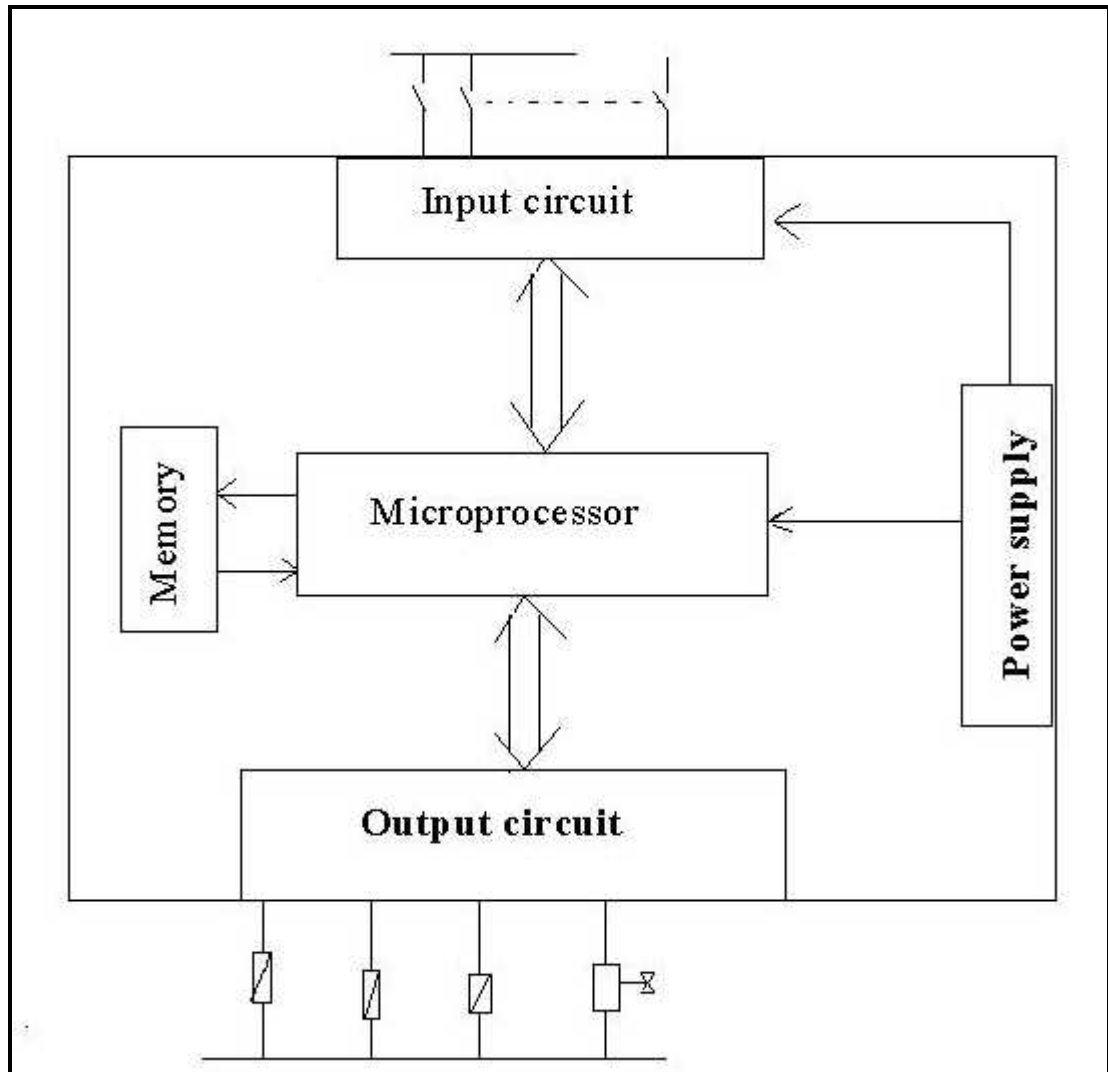 Input circuit
Memory
Microprocessor
Power supply
Output circuit